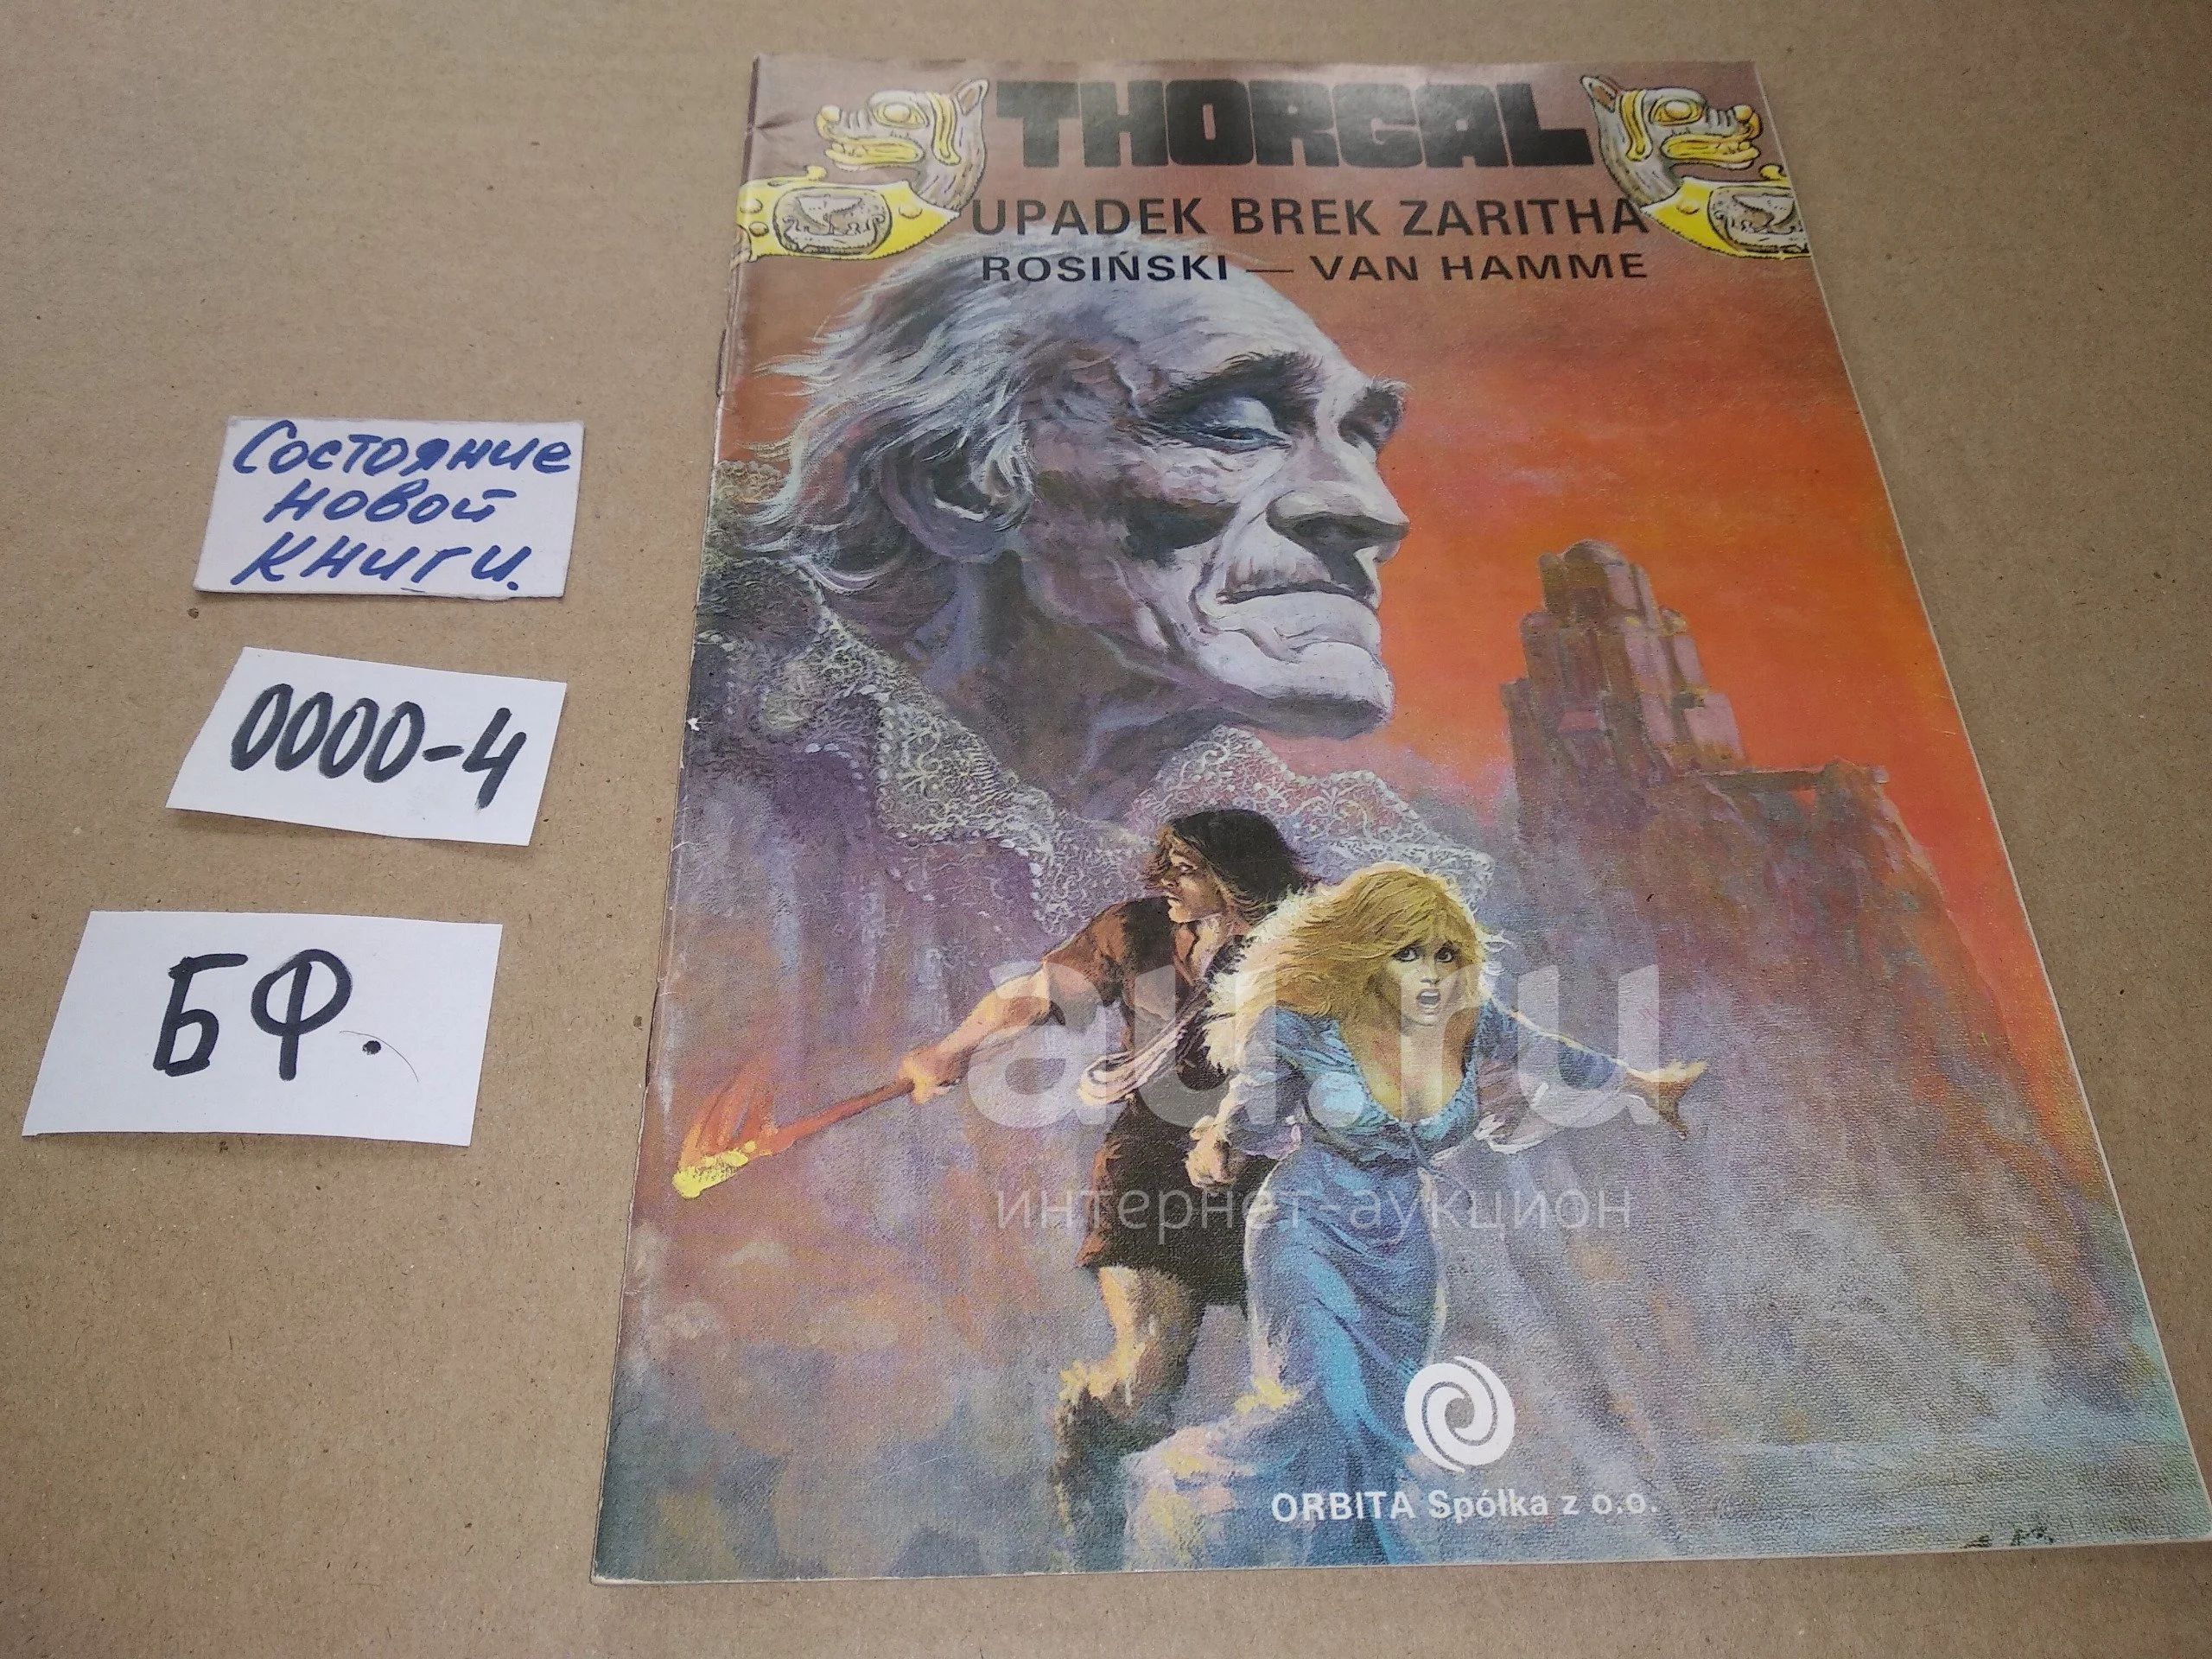 THORGAL
UPADEK BREK ZARITHA
ROSIŃSKI — VAN HAMME
Состояние
новой
книги.
0000-4
БФ.
au.ru
интернет-аукцион
ORBITA Spółka z o.o.